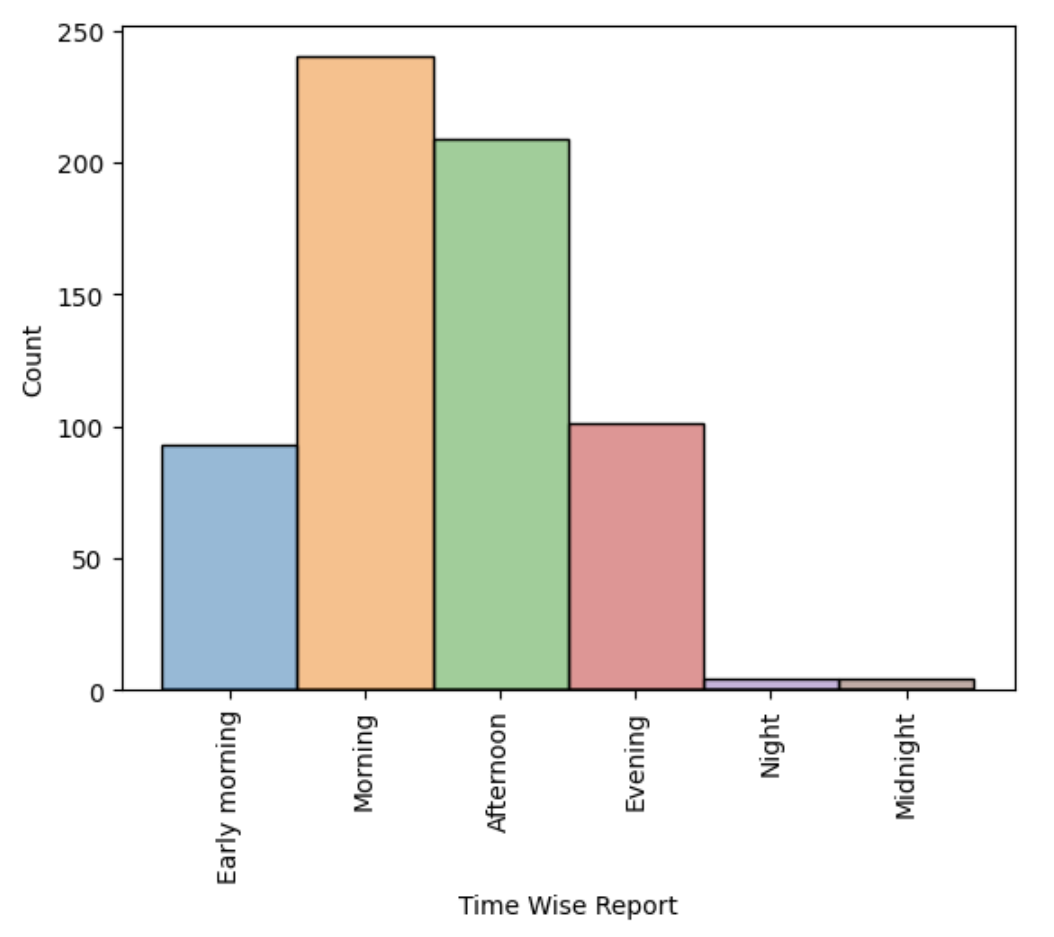 250
200
150
100
50
0
Count
Early morning
Morning
Afternoon
Evening
Night
Midnight
Time Wise Report